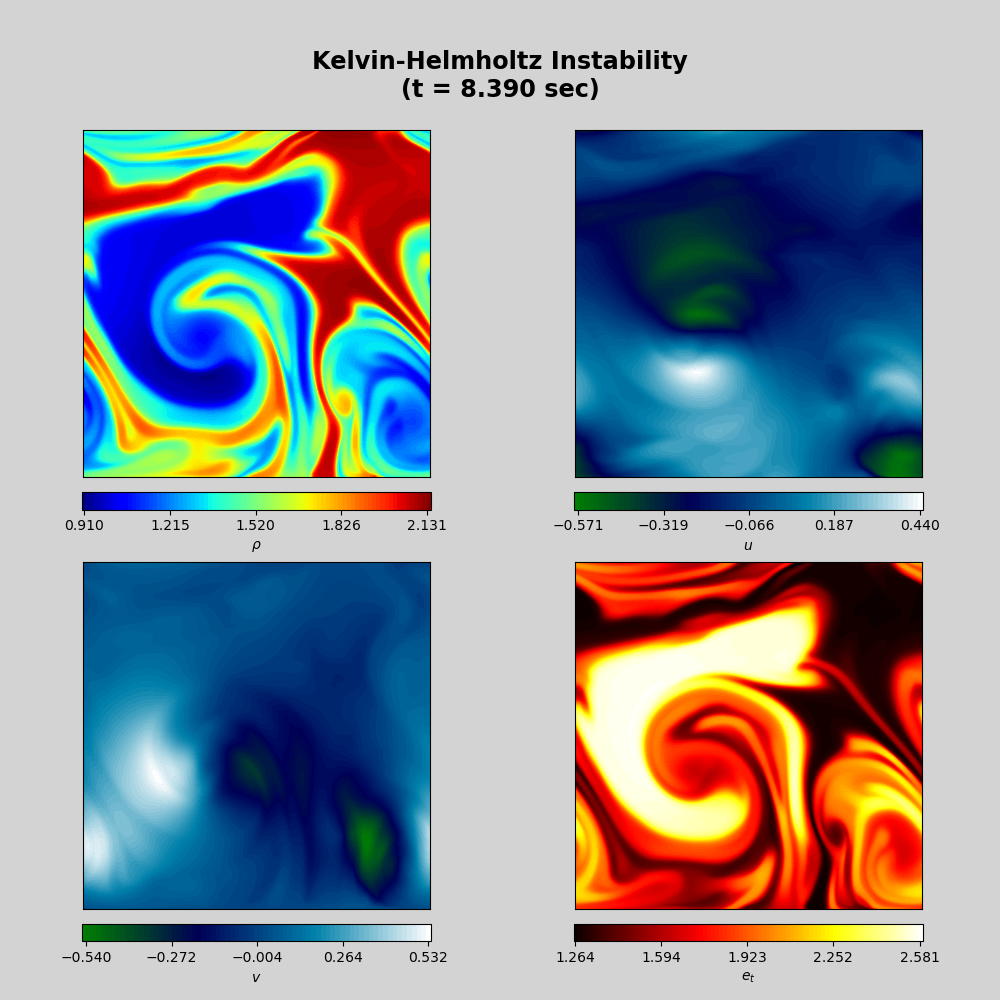 Kelvin-Helmholtz Instability
(t = 8.390 sec)
0.910 1.215 1.520 1.826 2.131
ρ
−0.571 −0.319 −0.066 0.187 0.440
u
−0.540 −0.272 −0.004 0.264 0.532
v
1.264 1.594 1.923 2.252 2.581
e_t